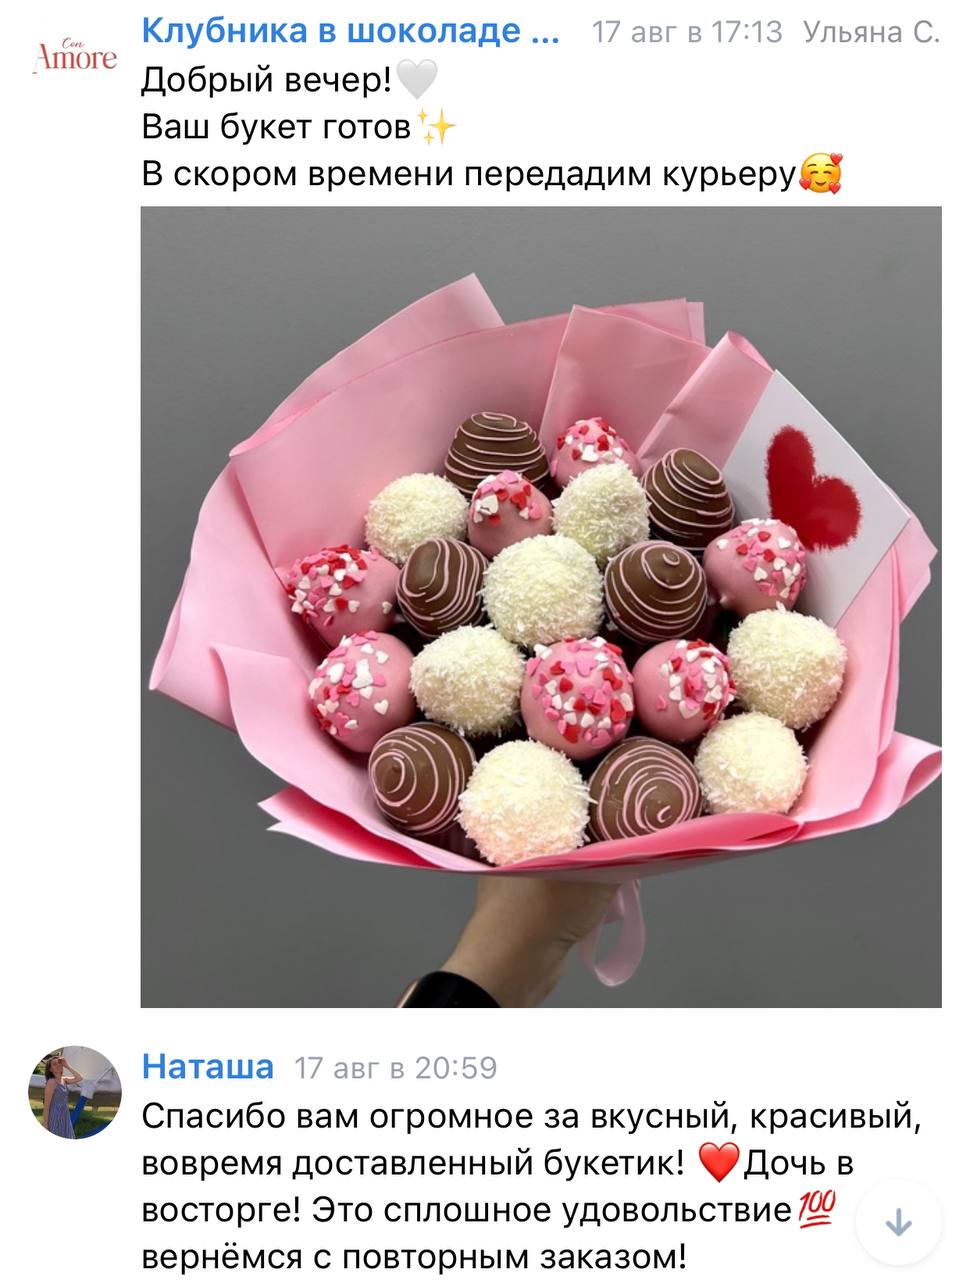 Con
Amore
Клубника в шоколаде ... 17 авг в 17:13 Ульяна С.
Добрый вечер!🤍
Ваш букет готов✨
В скором времени передадим курьеру🥰
Наташа 17 авг в 20:59
Спасибо вам огромное за вкусный, красивый,
вовремя доставленный букетик! ❤️Дочь в
восторге! Это сплошное удовольствие💯
вернёмся с повторным заказом!